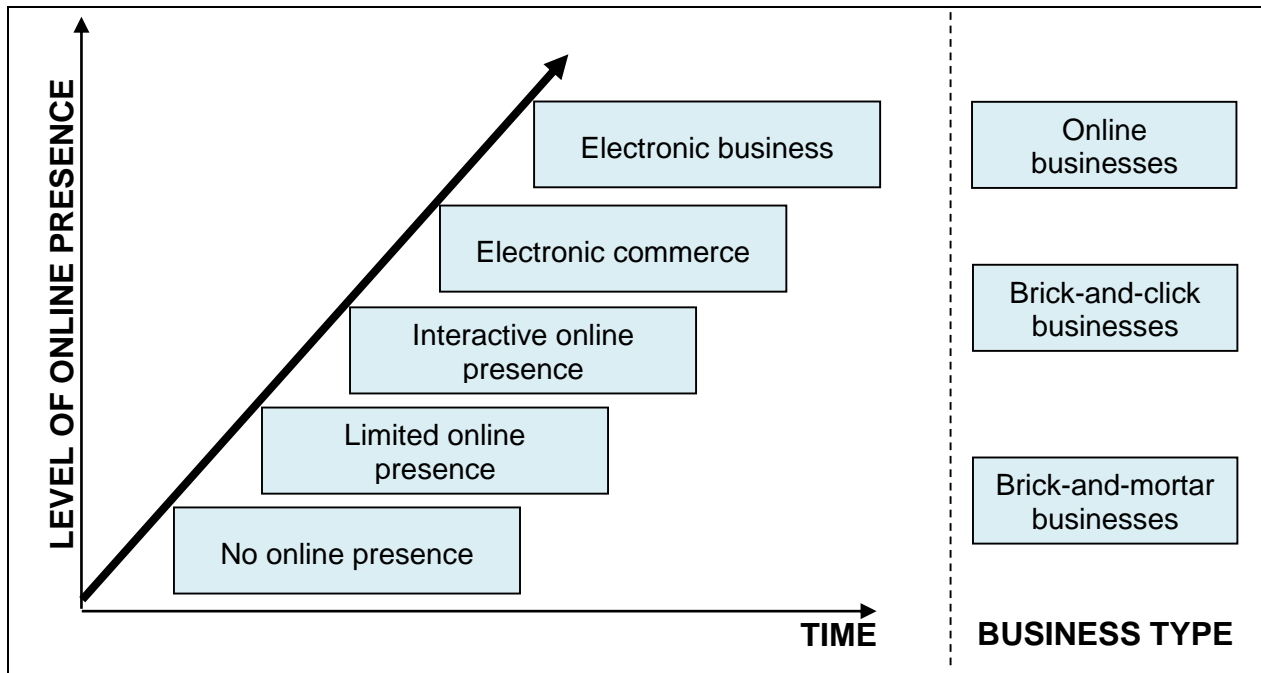 LEVEL OF ONLINE PRESENCE
Electronic business
Electronic commerce
Interactive online
presence
Limited online
presence
No online presence
TIME
Online
businesses
Brick-and-click
businesses
Brick-and-mortar
businesses
BUSINESS TYPE